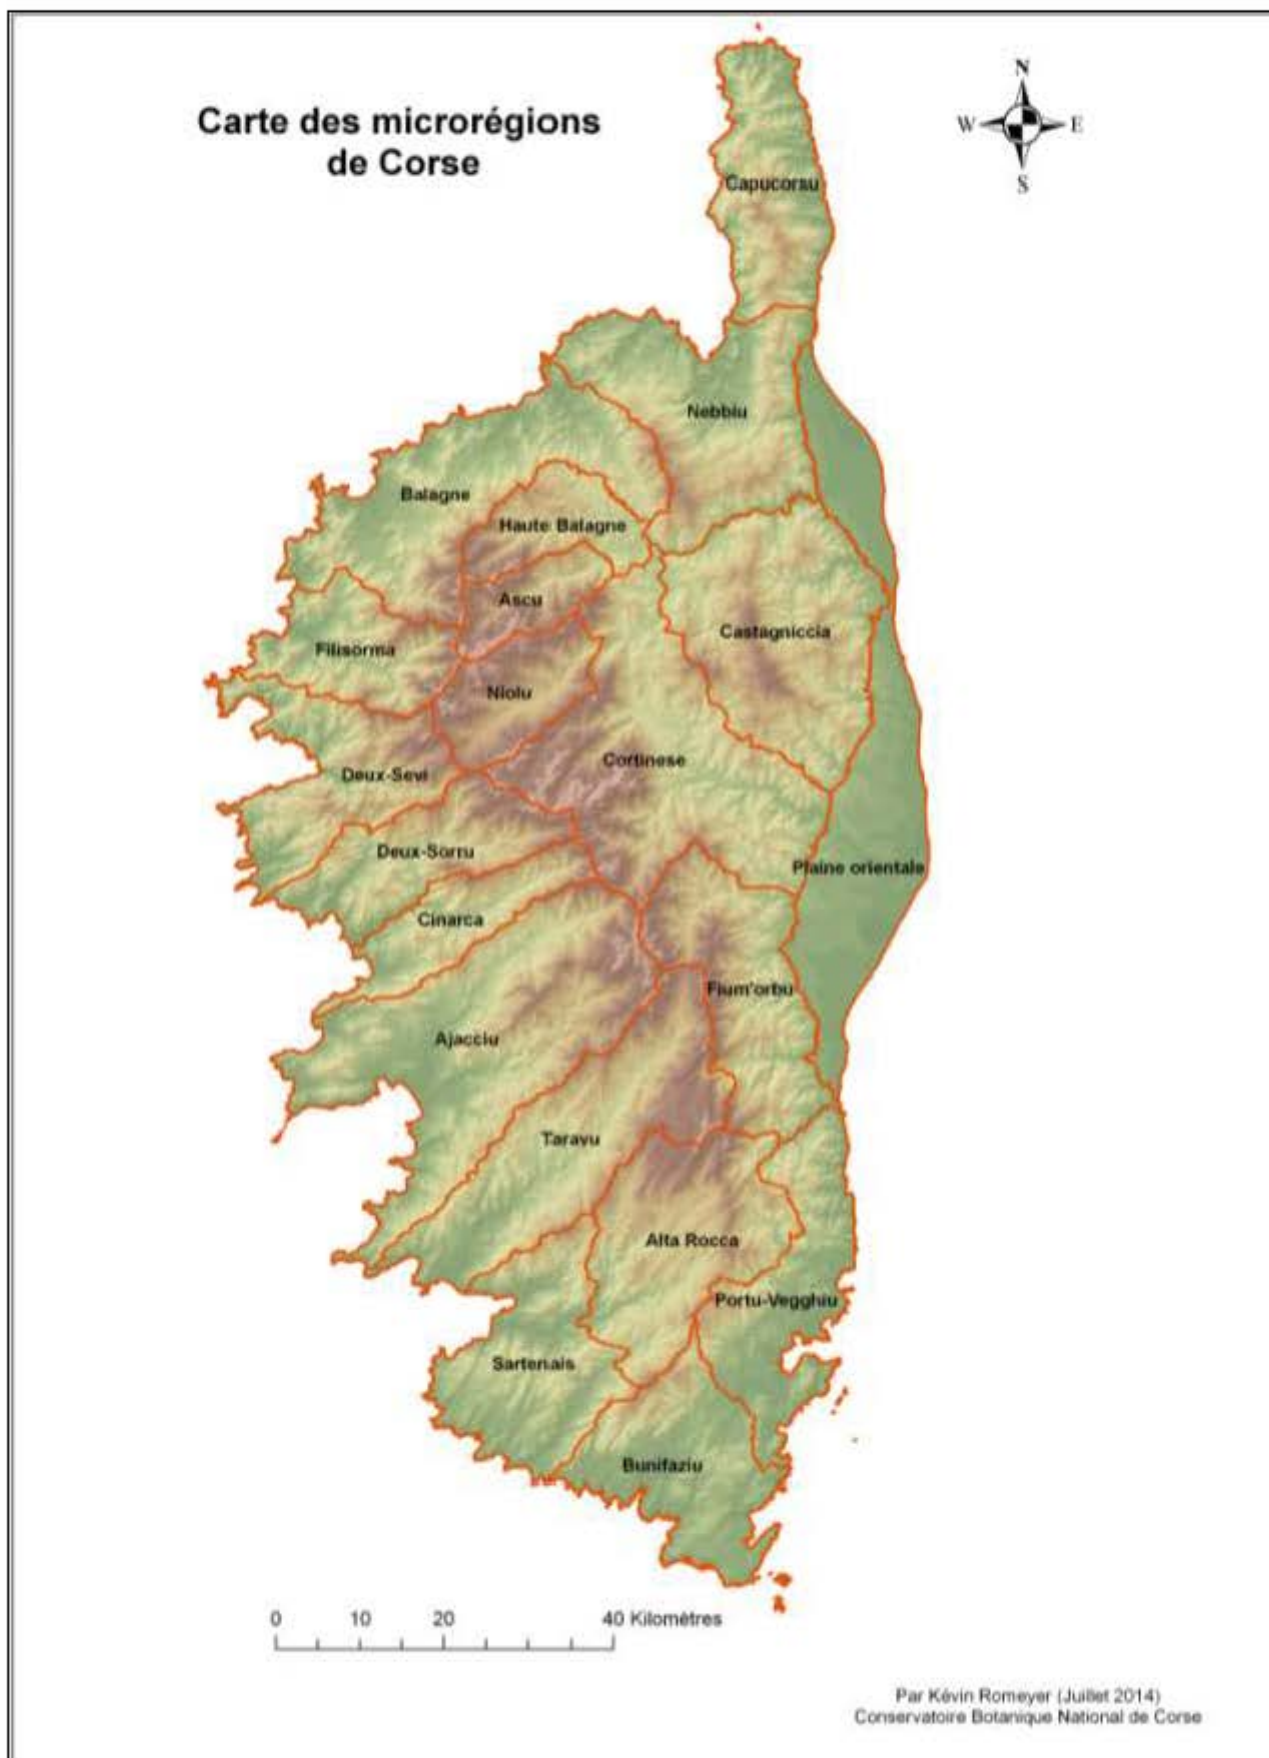 Carte des microrégions
de Corse
N
W
E
S
Capucorsu
Nebbiu
Balagne
Haute Balagne
Ascu
Castagniccia
Filisorma
Niolu
Cortinese
Deux-Sevi
Deux-Sorru
Plaine orientale
Cinarca
Fium'orbu
Ajacciu
Taravu
Alta Rocca
Portu-Vegghiu
Sartenais
Bunifaziu
0 10 20 40 Kilomètres
Par Kévin Romeyer (Juillet 2014)
Conservatoire Botanique National de Corse